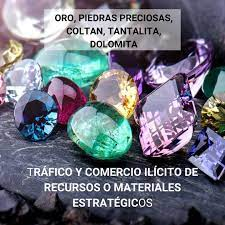 ORO, PIEDRAS PRECIOSAS,
COLTAN, TANTALITA,
DOLOMITA
TRÁFICO Y COMERCIO ILÍCITO DE
RECURSOS O MATERIALES
ESTRATÉGICOS